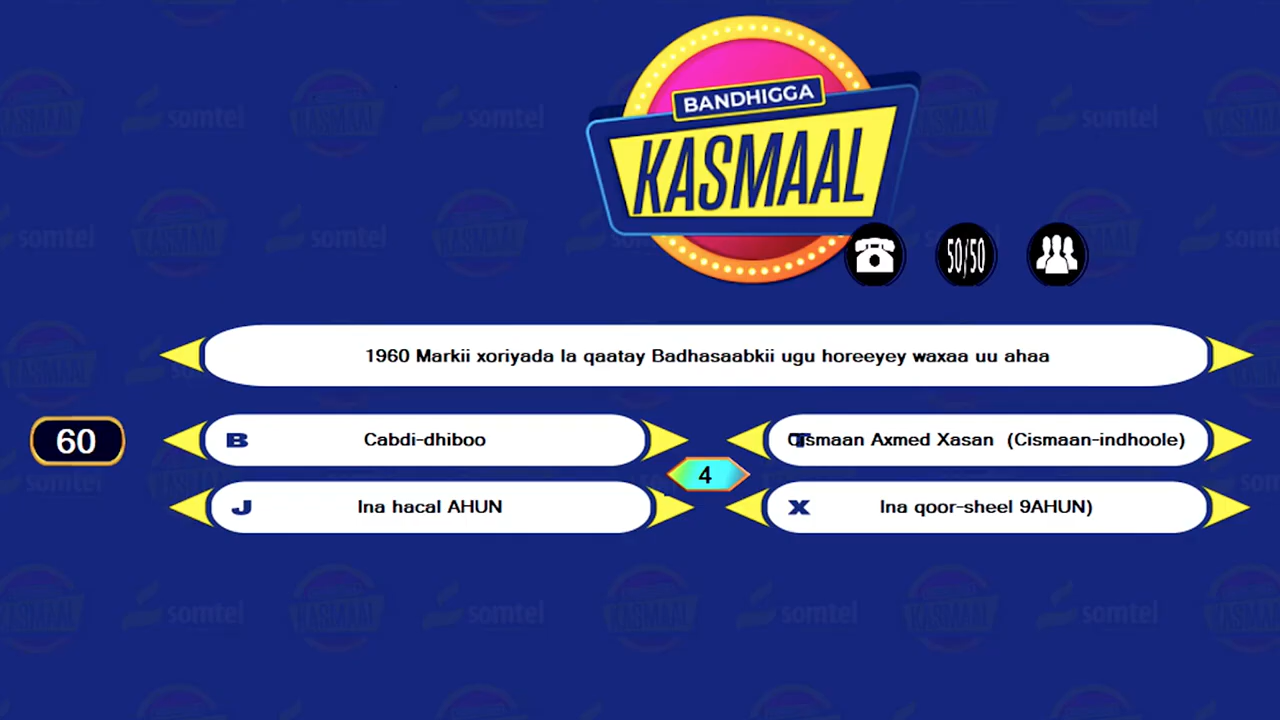 BANDHIGGA
KASMAAL
50/50
1960 Markii xoriyada la qaatay Badhasaabkii ugu horeeyey waxaa uu ahaa
60
B Cabdi-dhiboo
T Cismaan Axmed Xasan (Cismaan-indhoole)
4
J Ina hacal AHUN
X Ina qoor-sheel 9AHUN)
somtel